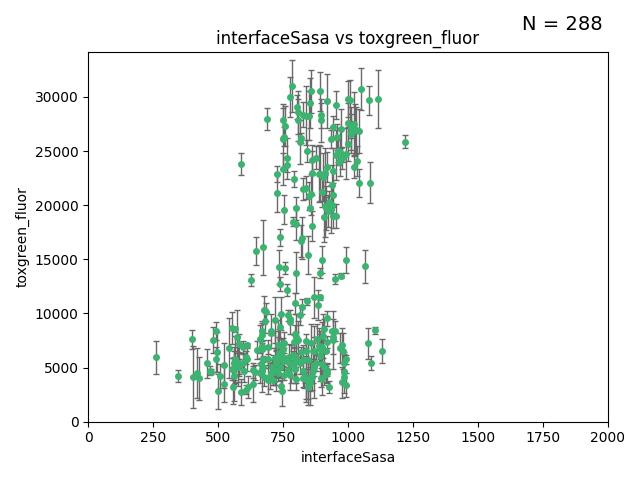 N = 288
interfaceSasa vs toxgreen_fluor
toxgreen_fluor
30000
25000
20000
15000
10000
5000
0
0 250 500 750 1000 1250 1500 1750 2000
interfaceSasa